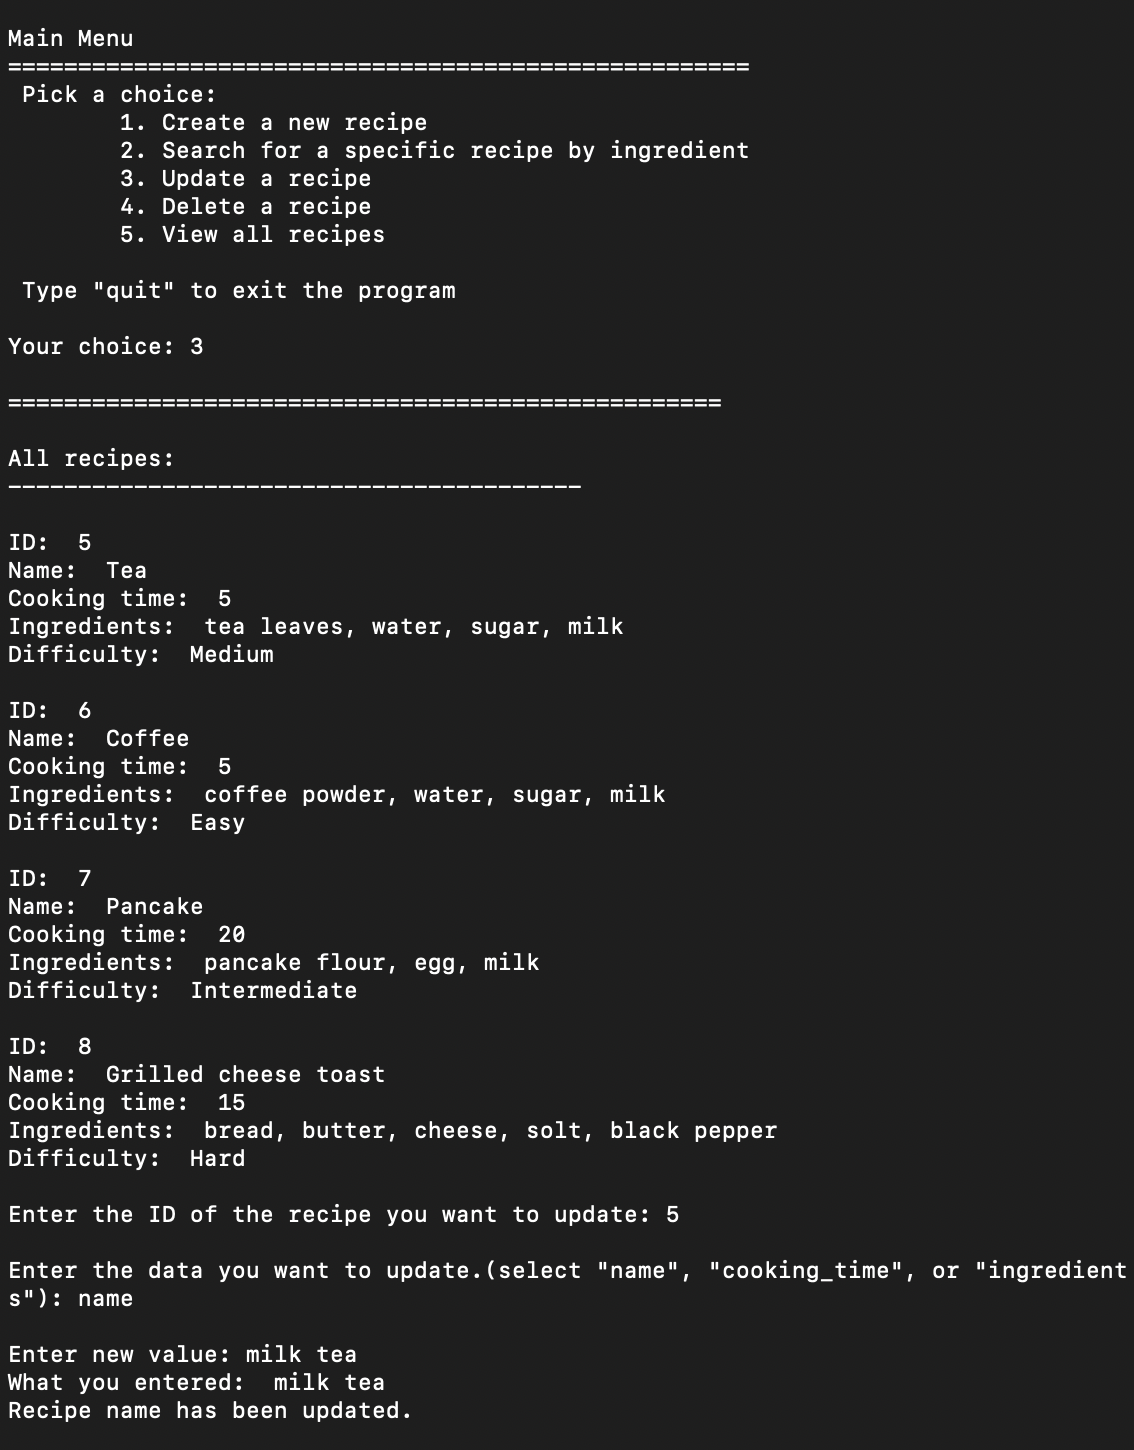 Main Menu
=====================================================
 Pick a choice:
        1. Create a new recipe
        2. Search for a specific recipe by ingredient
        3. Update a recipe
        4. Delete a recipe
        5. View all recipes

 Type "quit" to exit the program

Your choice: 3

===================================================

All recipes:
-----------------------------------------

ID:  5
Name:  Tea
Cooking time:  5
Ingredients:  tea leaves, water, sugar, milk
Difficulty:  Medium

ID:  6
Name:  Coffee
Cooking time:  5
Ingredients:  coffee powder, water, sugar, milk
Difficulty:  Easy

ID:  7
Name:  Pancake
Cooking time:  20
Ingredients:  pancake flour, egg, milk
Difficulty:  Intermediate

ID:  8
Name:  Grilled cheese toast
Cooking time:  15
Ingredients:  bread, butter, cheese, solt, black pepper
Difficulty:  Hard

Enter the ID of the recipe you want to update: 5

Enter the data you want to update.(select "name", "cooking_time", or "ingredient
s"): name

Enter new value: milk tea
What you entered:  milk tea
Recipe name has been updated.